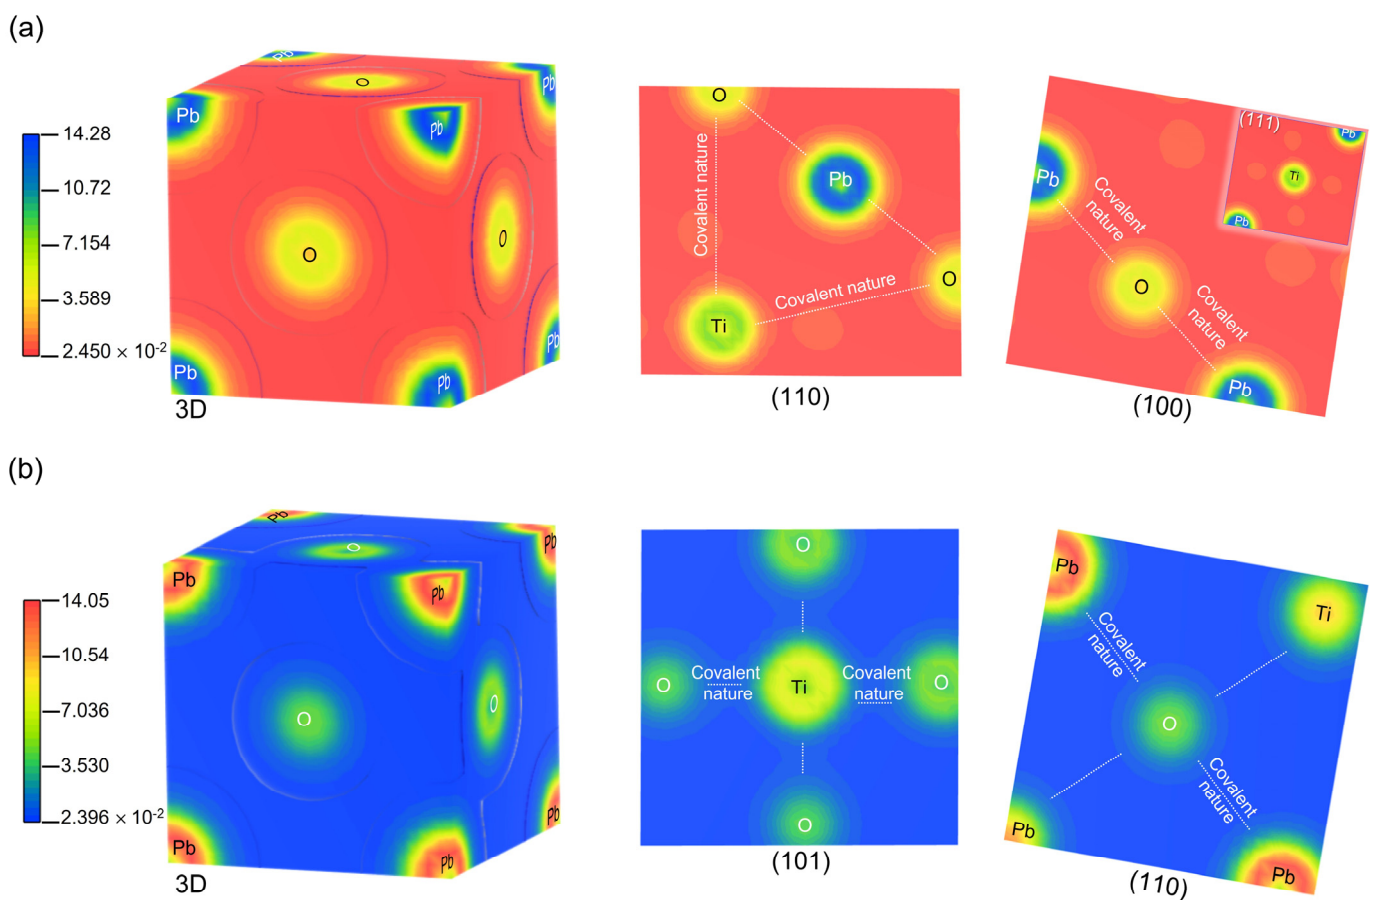 (a)
14.28
10.72
7.154
3.589
2.450 × 10⁻²
Pb
O
Pb
Pb
Pb
O
O
Pb
Pb
Pb
3D
O
Pb
O
Ti
Covalent nature
Covalent nature
(110)
Pb
Covalent
nature
O
Covalent
nature
Pb
(111)
Pb
Ti
Pb
(100)
(b)
14.05
10.54
7.036
3.530
2.396 × 10⁻²
Pb
O
Pb
Pb
Pb
O
O
Pb
Pb
Pb
3D
O
O
Covalent
nature
Ti
Covalent
nature
O
O
(101)
Pb
Ti
Covalent
nature
O
Covalent
nature
Pb
Pb
(110)